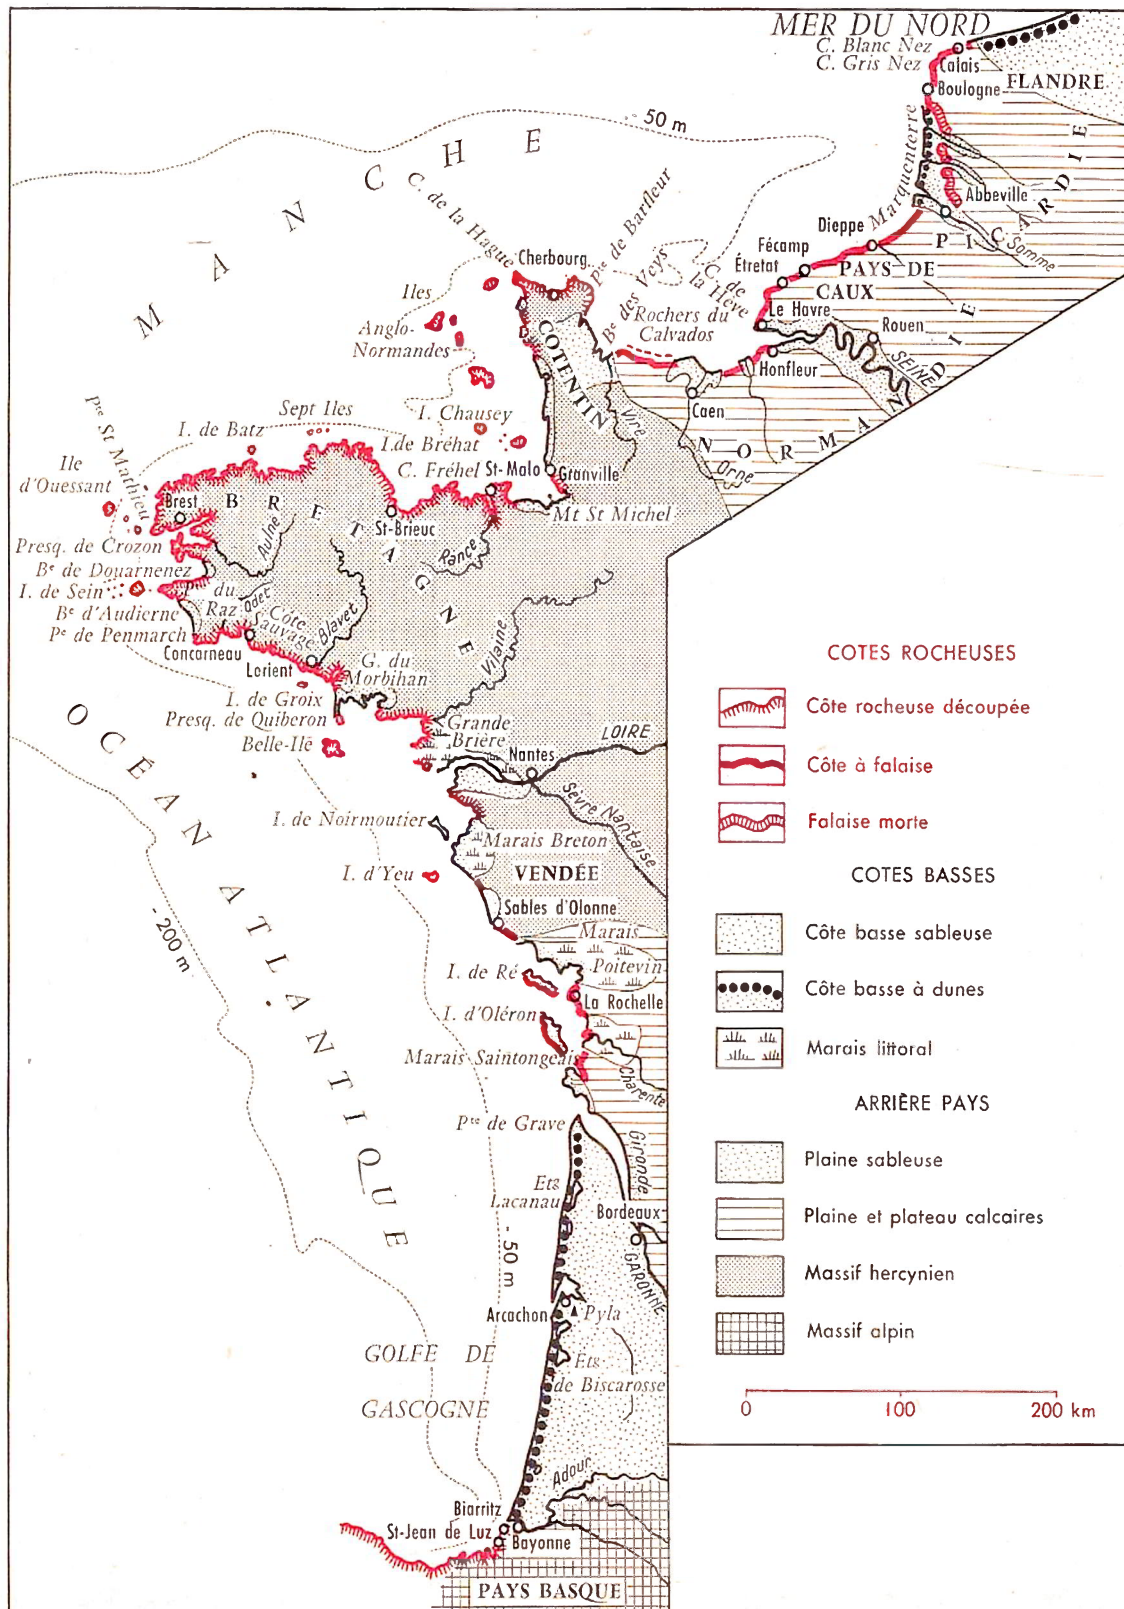 MER DU NORD
C. Blanc Nez
C. Gris Nez
Calais
FLANDRE
Boulogne
- 50 m
MANCHE
Marquenterre
Abbeville
PICARDIE
Somme
C. de la Hague
Pte de Barfleur
Dieppe
Fécamp
Étretat
PAYS DE
CAUX
Cherbourg
Be des Veys
C. de
la Hève
Le Havre
Rouen
SEINE
Iles
Anglo-
Normandes
Rochers du
Calvados
Honfleur
COTENTIN
Caen
Vire
Orne
NORMANDIE
Sept Iles
I. Chausey
I. de Batz
I.de Bréhat
C. Fréhel
St-Malo
Granville
Pte St Mathieu
Ile
d'Ouessant
Brest
BRETAGNE
St-Brieuc
Mt St Michel
Aulne
Rance
Presq. de Crozon
Be de Douarnenez
I. de Sein
Pte du
Raz
Odet
Côte
Sauvage
Blavet
Be d'Audierne
Pe de Penmarch
Concarneau
Lorient
G. du
Morbihan
Vilaine
I. de Groix
Presq. de Quiberon
Belle-Ilé
Grande
Brière
Nantes
LOIRE
Sèvre Nantaise
OCÉAN ATLANTIQUE
I. de Noirmoutier
Marais Breton
I. d'Yeu
VENDÉE
Sables d'Olonne
- 200 m
Marais
Poitevin
I. de Ré
La Rochelle
I. d'Oléron
Marais Saintongeais
Charente
Pte de Grave
Gironde
Ets
Lacanau
Bordeaux
GARONNE
- 50 m
Arcachon
Pyla
GOLFE DE
GASCOGNE
Ets
de Biscarosse
Adour
Biarritz
St-Jean de Luz
Bayonne
PAYS BASQUE
COTES ROCHEUSES
Côte rocheuse découpée
Côte à falaise
Falaise morte
COTES BASSES
Côte basse sableuse
Côte basse à dunes
Marais littoral
ARRIÈRE PAYS
Plaine sableuse
Plaine et plateau calcaires
Massif hercynien
Massif alpin
0 100 200 km